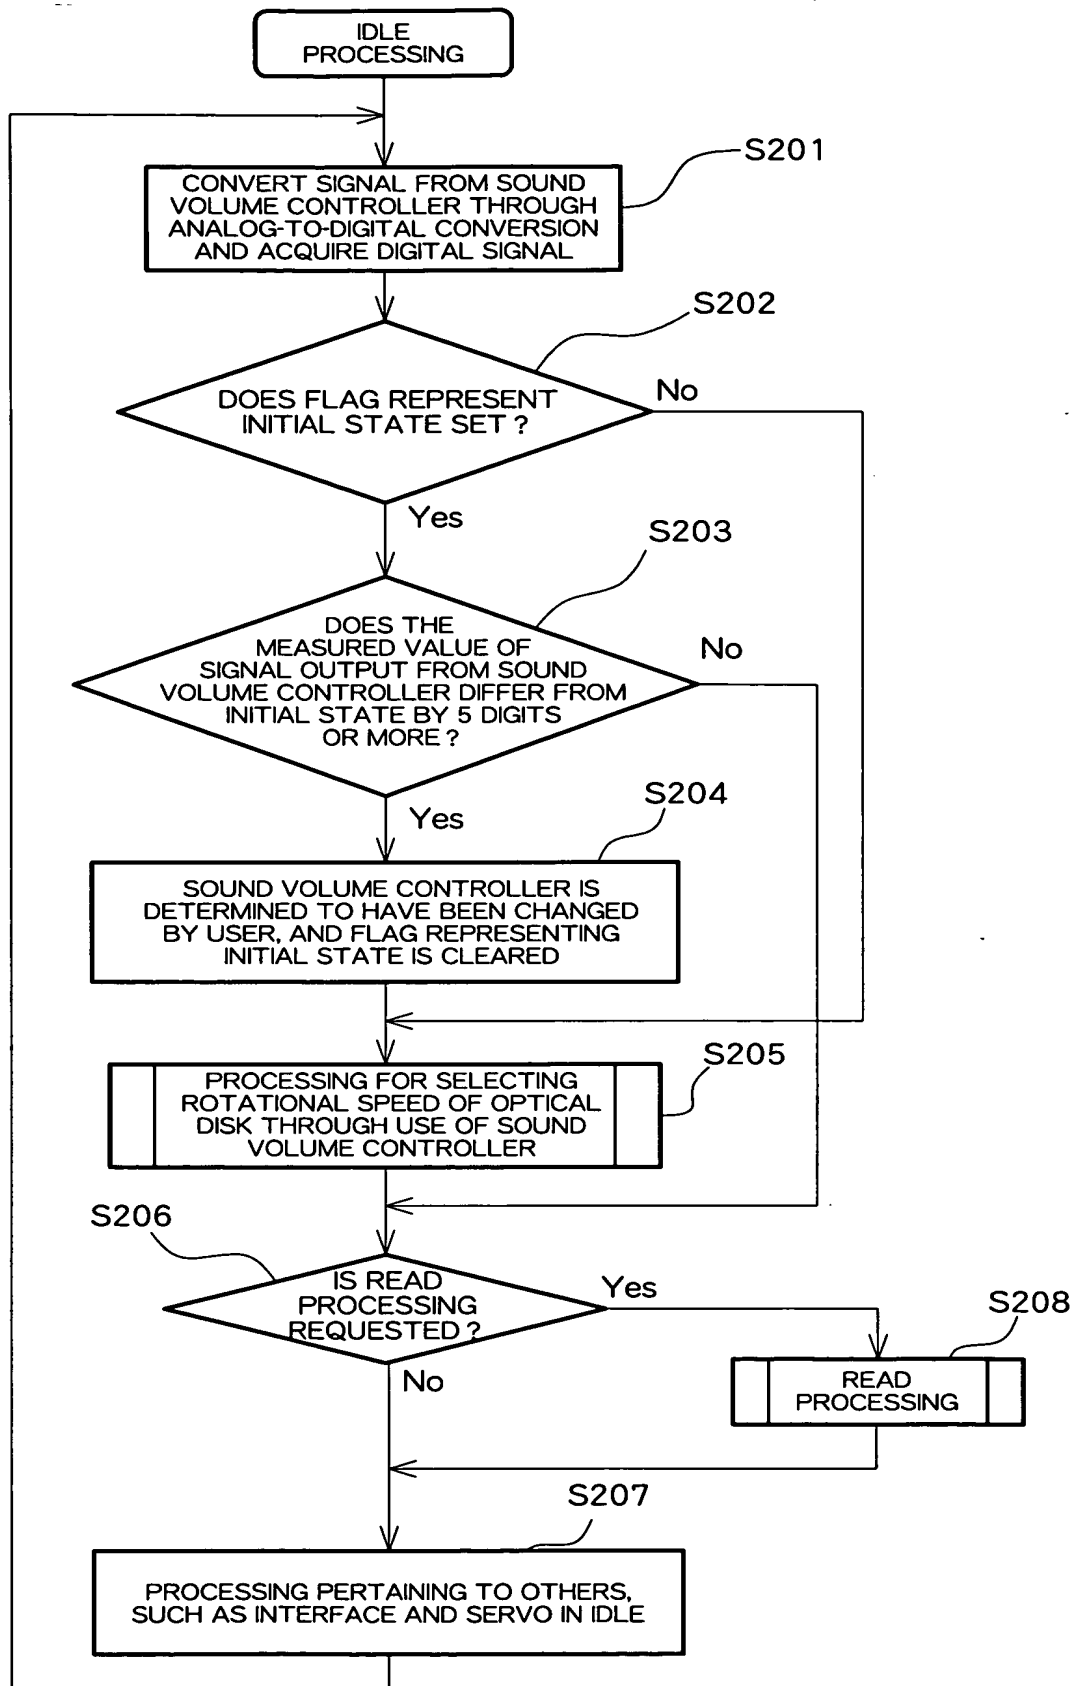 IDLE
PROCESSING
S201
CONVERT SIGNAL FROM SOUND
VOLUME CONTROLLER THROUGH
ANALOG-TO-DIGITAL CONVERSION
AND ACQUIRE DIGITAL SIGNAL
S202
DOES FLAG REPRESENT
INITIAL STATE SET ?
No
Yes
S203
DOES THE
MEASURED VALUE OF
SIGNAL OUTPUT FROM SOUND
VOLUME CONTROLLER DIFFER FROM
INITIAL STATE BY 5 DIGITS
OR MORE ?
No
Yes
S204
SOUND VOLUME CONTROLLER IS
DETERMINED TO HAVE BEEN CHANGED
BY USER, AND FLAG REPRESENTING
INITIAL STATE IS CLEARED
S205
PROCESSING FOR SELECTING
ROTATIONAL SPEED OF OPTICAL
DISK THROUGH USE OF SOUND
VOLUME CONTROLLER
S206
IS READ
PROCESSING
REQUESTED ?
Yes
No
S208
READ
PROCESSING
S207
PROCESSING PERTAINING TO OTHERS,
SUCH AS INTERFACE AND SERVO IN IDLE